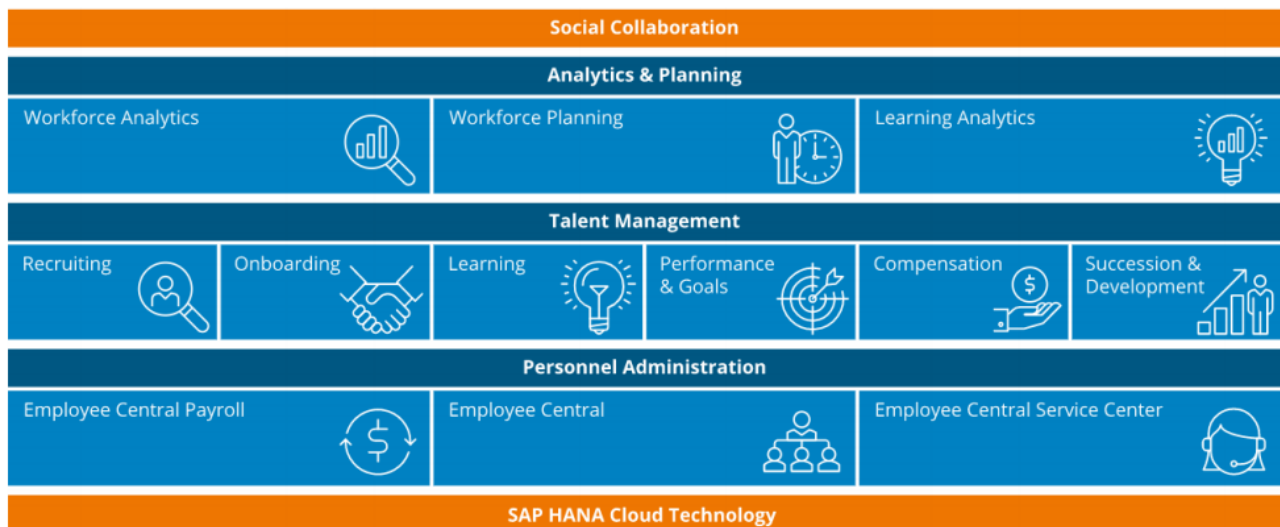 Social Collaboration
Analytics & Planning
Workforce Analytics
Workforce Planning
Learning Analytics
Talent Management
Recruiting
Onboarding
Learning
Performance
& Goals
Compensation
Succession &
Development
Personnel Administration
Employee Central Payroll
Employee Central
Employee Central Service Center
SAP HANA Cloud Technology